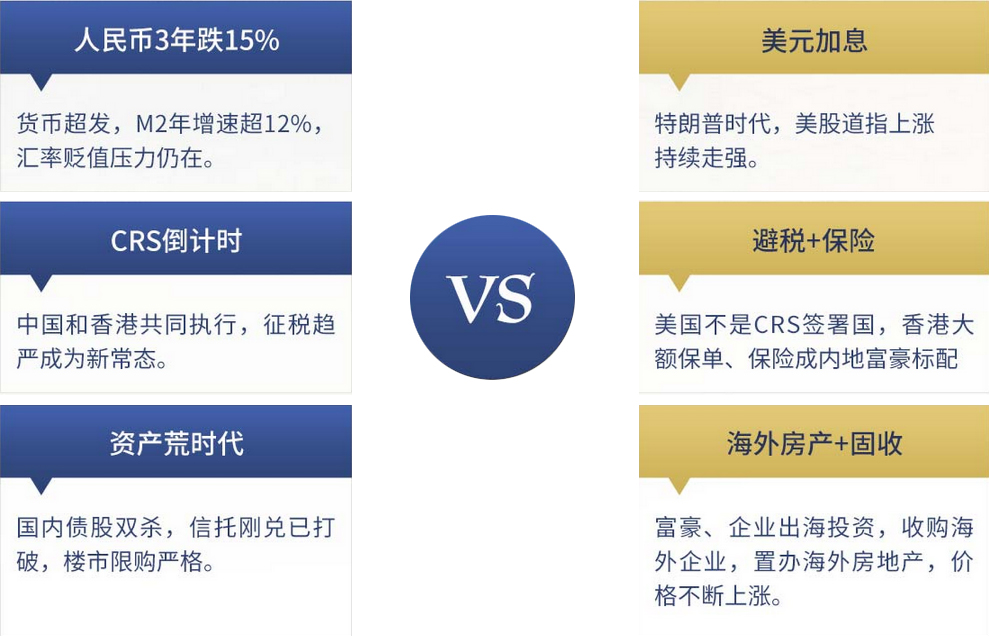 人民币3年跌15%
货币超发，M2年增速超12%，
汇率贬值压力仍在。
CRS倒计时
中国和香港共同执行，征税趋
严成为新常态。
资产荒时代
国内债股双杀，信托刚兑已打
破，楼市限购严格。
VS
美元加息
特朗普时代，美股道指上涨
持续走强。
避税+保险
美国不是CRS签署国，香港大
额保单、保险成内地富豪标配
海外房产+固收
富豪、企业出海投资，收购海
外企业，置办海外房地产，价
格不断上涨。